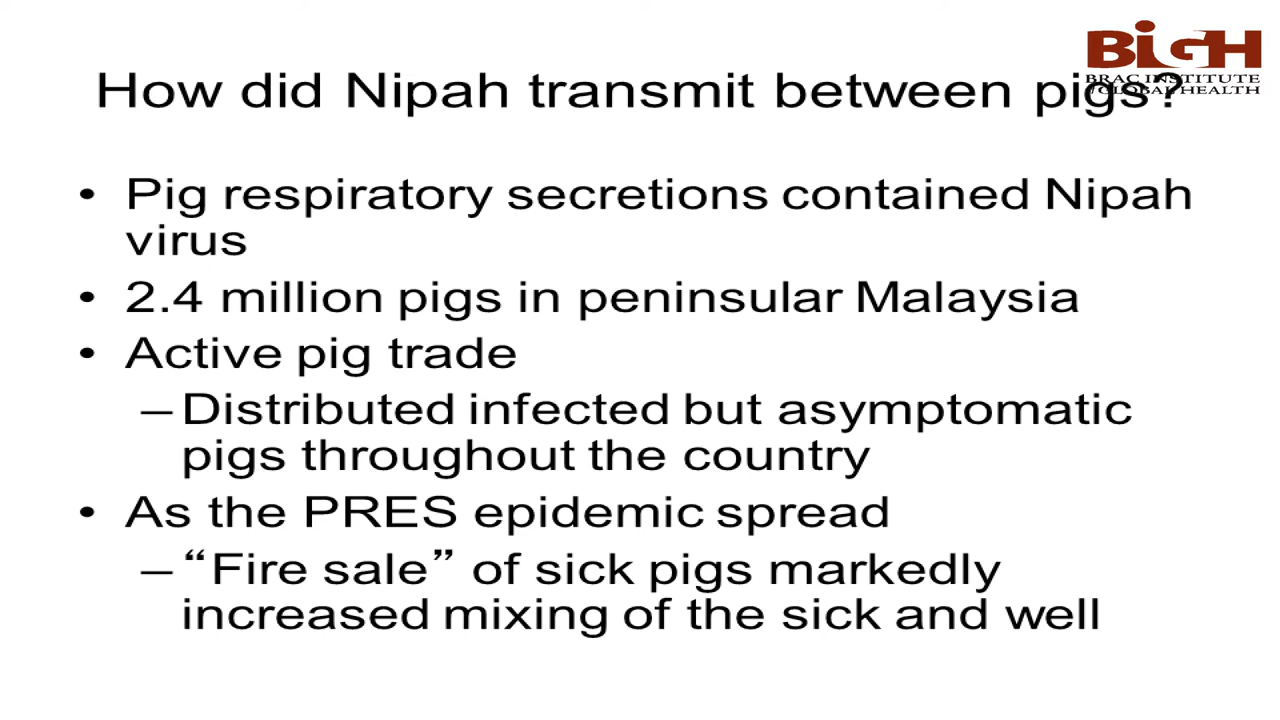 BIGH
BRAC INSTITUTE
GLOBAL HEALTH
How did Nipah transmit between pigs?
• Pig respiratory secretions contained Nipah
virus
• 2.4 million pigs in peninsular Malaysia
• Active pig trade
– Distributed infected but asymptomatic
pigs throughout the country
• As the PRES epidemic spread
– “Fire sale” of sick pigs markedly
increased mixing of the sick and well